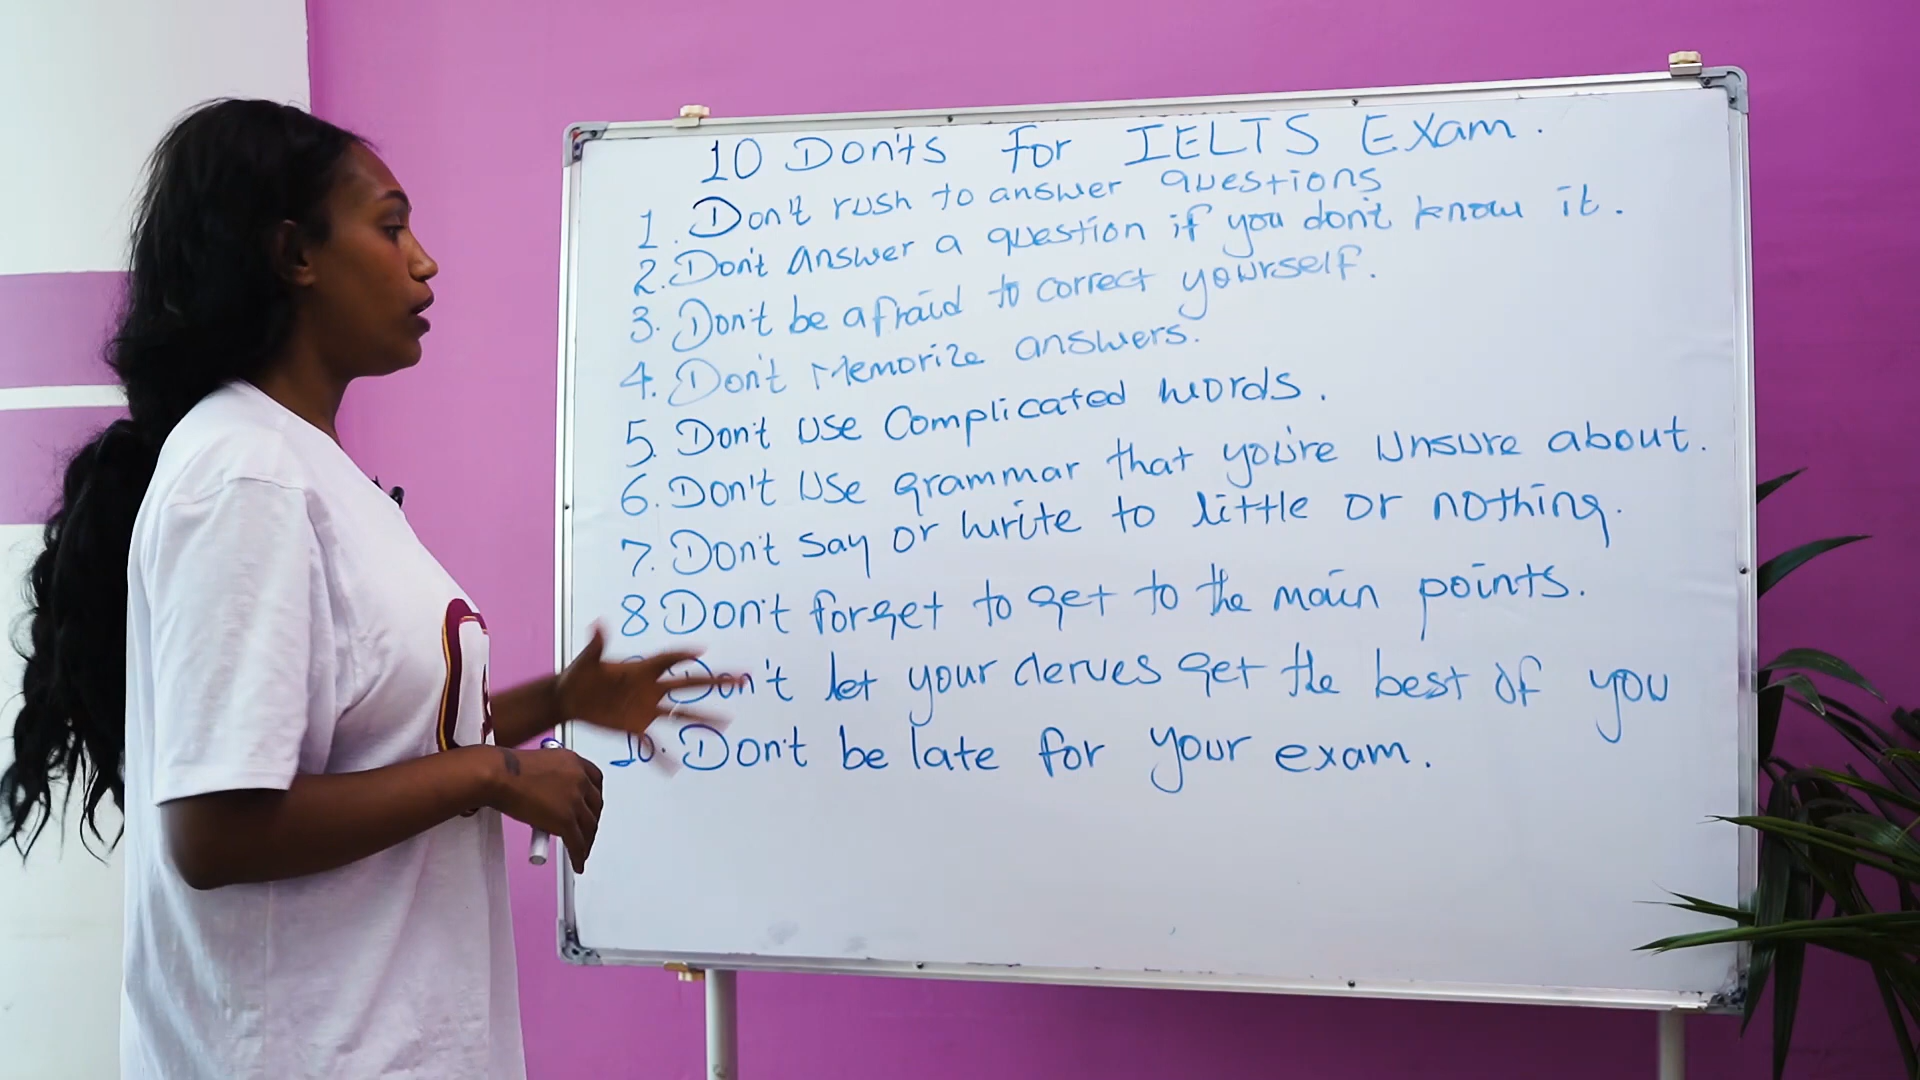 10 Don'ts For IELTS Exam.
1. Don't rush to answer questions
2. Don't answer a question if you don't know it.
3. Don't be afraid to correct yourself.
4. Don't Memorize answers.
5. Don't use complicated words.
6. Don't use grammar that you're unsure about.
7. Don't say or write to little or nothing.
8 Don't forget to get to the main points.
Don't let your nerves get the best of you
10. Don't be late for your exam.